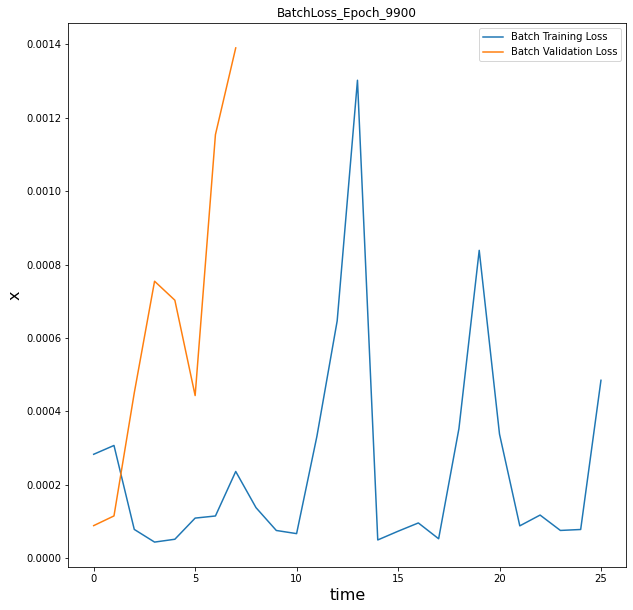 BatchLoss_Epoch_9900
Batch Training Loss
Batch Validation Loss
0.0014
0.0012
0.0010
0.0008
0.0006
0.0004
0.0002
0.0000
x
0 5 10 15 20 25
time